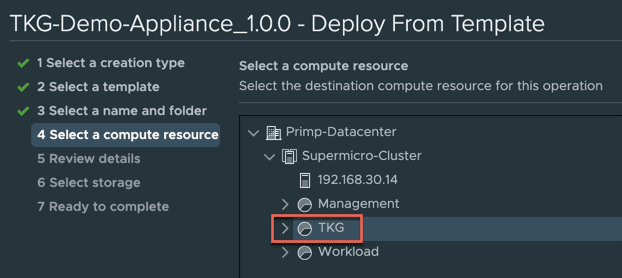 TKG-Demo-Appliance_1.0.0 - Deploy From Template
1 Select a creation type
2 Select a template
3 Select a name and folder
4 Select a compute resource
5 Review details
6 Select storage
7 Ready to complete
Select a compute resource
Select the destination compute resource for this operation
Primp-Datacenter
Supermicro-Cluster
192.168.30.14
Management
TKG
Workload